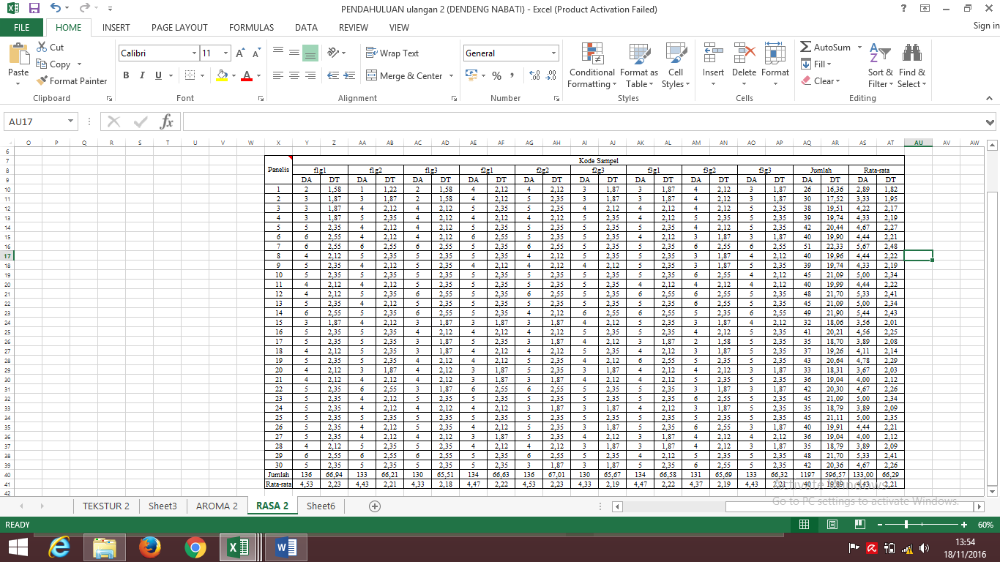 PENDAHULUAN ulangan 2 (DENDENG NABATI) - Excel (Product Activation Failed)
FILE HOME INSERT PAGE LAYOUT FORMULAS DATA REVIEW VIEW Sign in
Cut
Copy
Format Painter
Paste
Calibri 11
B I U
Wrap Text
Merge & Center
General
Conditional Formatting
Format as Table
Cell Styles
Insert Delete Format
AutoSum
Fill
Clear
Sort & Filter
Find & Select
Clipboard Font Alignment Number Styles Cells Editing
AU17
O P Q R S T U V W X Y Z AA AB AC AD AE AF AG AH AI AJ AK AL AM AN AO AP AQ AR AS AT AU AV AW
6
7 Kode Sampel
8 Panelis f1g1 f1g2 f1g3 f2g1 f2g2 f2g3 f3g1 f3g2 f3g3 Jumlah Rata-rata
9 DA DT DA DT DA DT DA DT DA DT DA DT DA DT DA DT DA DT DA DT DA DT
10 1 2 1,58 1 1,22 2 1,58 4 2,12 4 2,12 3 1,87 3 1,87 4 2,12 3 1,87 26 16,36 2,89 1,82
11 2 3 1,87 3 1,87 2 1,58 4 2,12 5 2,35 3 1,87 3 1,87 4 2,12 3 1,87 30 17,52 3,33 1,95
12 3 3 1,87 4 2,12 4 2,12 5 2,35 5 2,35 4 2,12 4 2,12 4 2,12 5 2,35 38 19,51 4,22 2,17
13 4 3 1,87 5 2,35 4 2,12 4 2,12 4 2,12 5 2,35 4 2,12 5 2,35 5 2,35 39 19,74 4,33 2,19
14 5 5 2,35 4 2,12 4 2,12 5 2,35 5 2,35 5 2,35 5 2,35 4 2,12 5 2,35 42 20,44 4,67 2,27
15 6 6 2,55 4 2,12 4 2,12 6 2,55 5 2,35 5 2,35 4 2,12 3 1,87 3 1,87 40 19,90 4,44 2,21
16 7 6 2,55 6 2,55 6 2,55 5 2,35 6 2,55 5 2,35 5 2,35 6 2,55 6 2,55 51 22,33 5,67 2,48
17 8 4 2,12 5 2,35 5 2,35 5 2,35 4 2,12 5 2,35 5 2,35 3 1,87 4 2,12 40 19,96 4,44 2,22
18 9 5 2,35 4 2,12 5 2,35 4 2,12 4 2,12 4 2,12 5 2,35 3 1,87 5 2,35 39 19,74 4,33 2,19
19 10 5 2,35 5 2,35 5 2,35 5 2,35 5 2,35 5 2,35 5 2,35 6 2,55 4 2,12 45 21,09 5,00 2,34
20 11 4 2,12 4 2,12 5 2,35 5 2,35 5 2,35 5 2,35 4 2,12 4 2,12 4 2,12 40 19,99 4,44 2,22
21 12 4 2,12 5 2,35 6 2,55 5 2,35 6 2,55 5 2,35 6 2,55 6 2,55 5 2,35 48 21,70 5,33 2,41
22 13 5 2,35 4 2,12 5 2,35 5 2,35 5 2,35 5 2,35 5 2,35 6 2,55 5 2,35 45 21,09 5,00 2,34
23 14 6 2,55 5 2,35 6 2,55 5 2,35 4 2,12 6 2,55 6 2,55 5 2,35 6 2,55 49 21,90 5,44 2,43
24 15 3 1,87 4 2,12 3 1,87 3 1,87 3 1,87 4 2,12 5 2,35 3 1,87 4 2,12 32 18,06 3,56 2,01
25 16 5 2,35 5 2,35 4 2,12 4 2,12 4 2,12 5 2,35 5 2,35 4 2,12 5 2,35 41 20,21 4,56 2,25
26 17 5 2,35 5 2,35 3 1,87 5 2,35 3 1,87 4 2,12 3 1,87 2 1,58 5 2,35 35 18,70 3,89 2,08
27 18 4 2,12 5 2,35 3 1,87 4 2,12 4 2,12 5 2,35 4 2,12 3 1,87 5 2,35 37 19,26 4,11 2,14
28 19 5 2,35 5 2,35 4 2,12 4 2,12 5 2,35 4 2,12 6 2,55 5 2,35 5 2,35 43 20,64 4,78 2,29
29 20 4 2,12 3 1,87 4 2,12 3 1,87 5 2,35 3 1,87 4 2,12 4 2,12 3 1,87 33 18,31 3,67 2,03
30 21 4 2,12 4 2,12 4 2,12 3 1,87 3 1,87 4 2,12 4 2,12 5 2,35 5 2,35 36 19,04 4,00 2,12
31 22 5 2,35 6 2,55 3 1,87 6 2,55 6 2,55 5 2,35 5 2,35 3 1,87 3 1,87 42 20,30 4,67 2,26
32 23 5 2,35 4 2,12 5 2,35 5 2,35 5 2,35 5 2,35 5 2,35 6 2,55 5 2,35 45 21,09 5,00 2,34
33 24 5 2,35 4 2,12 4 2,12 4 2,12 3 1,87 3 1,87 4 2,12 3 1,87 5 2,35 35 18,79 3,89 2,09
34 25 5 2,35 5 2,35 5 2,35 5 2,35 5 2,35 5 2,35 5 2,35 5 2,35 5 2,35 45 21,11 5,00 2,35
35 26 5 2,35 4 2,12 5 2,35 4 2,12 5 2,35 3 1,87 5 2,35 6 2,55 3 1,87 40 19,91 4,44 2,21
36 27 5 2,35 4 2,12 4 2,12 3 1,87 5 2,35 4 2,12 3 1,87 4 2,12 4 2,12 36 19,04 4,00 2,12
37 28 4 2,12 5 2,35 5 2,35 4 2,12 4 2,12 3 1,87 3 1,87 4 2,12 3 1,87 35 18,79 3,89 2,09
38 29 6 2,55 6 2,55 6 2,55 5 2,35 6 2,55 5 2,35 4 2,12 5 2,35 5 2,35 48 21,70 5,33 2,41
39 30 5 2,35 5 2,35 5 2,35 5 2,35 3 1,87 3 1,87 5 2,35 6 2,55 5 2,35 42 20,36 4,67 2,26
40 Jumlah 136 66,94 133 66,21 130 65,51 134 66,63 136 67,01 130 65,67 134 66,58 131 65,69 133 66,32 1197 596,57 133,00 66,29
41 Rata-rata 4,53 2,23 4,43 2,21 4,33 2,18 4,47 2,22 4,53 2,23 4,33 2,19 4,47 2,22 4,37 2,19 4,43 2,21 40 19,89 4,43 2,21
42
Activate Windows
Go to PC settings to activate Windows.
TEKSTUR 2 Sheet3 AROMA 2 RASA 2 Sheet6
READY 60%
13:54
18/11/2016